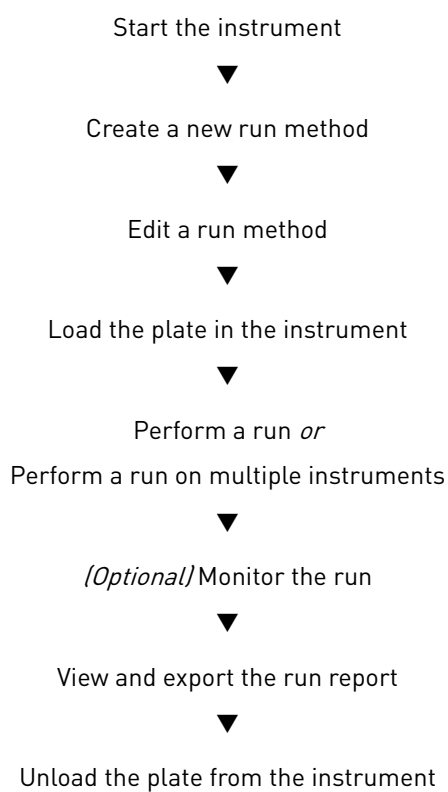 Start the instrument
▼
Create a new run method
▼
Edit a run method
▼
Load the plate in the instrument
▼
Perform a run or
Perform a run on multiple instruments
▼
(Optional) Monitor the run
▼
View and export the run report
▼
Unload the plate from the instrument